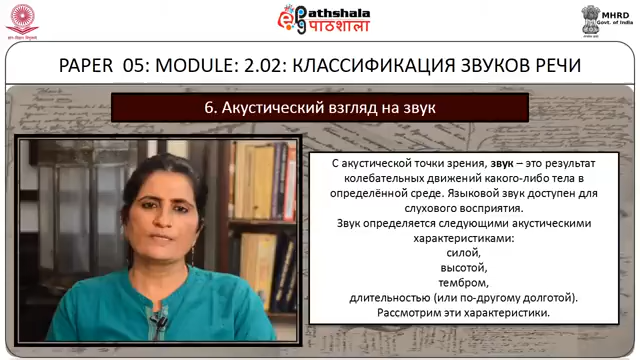 Pathshala
पाठशाला
MHRD
Govt. of India
PAPER 05: MODULE: 2.02: КЛАССИФИКАЦИЯ ЗВУКОВ РЕЧИ
6. Акустический взгляд на звук
С акустической точки зрения, звук – это результат
колебательных движений какого-либо тела в
определённой среде. Языковой звук доступен для
слухового восприятия.
Звук определяется следующими акустическими
характеристиками:
силой,
высотой,
тембром,
длительностью (или по-другому долготой).
Рассмотрим эти характеристики.